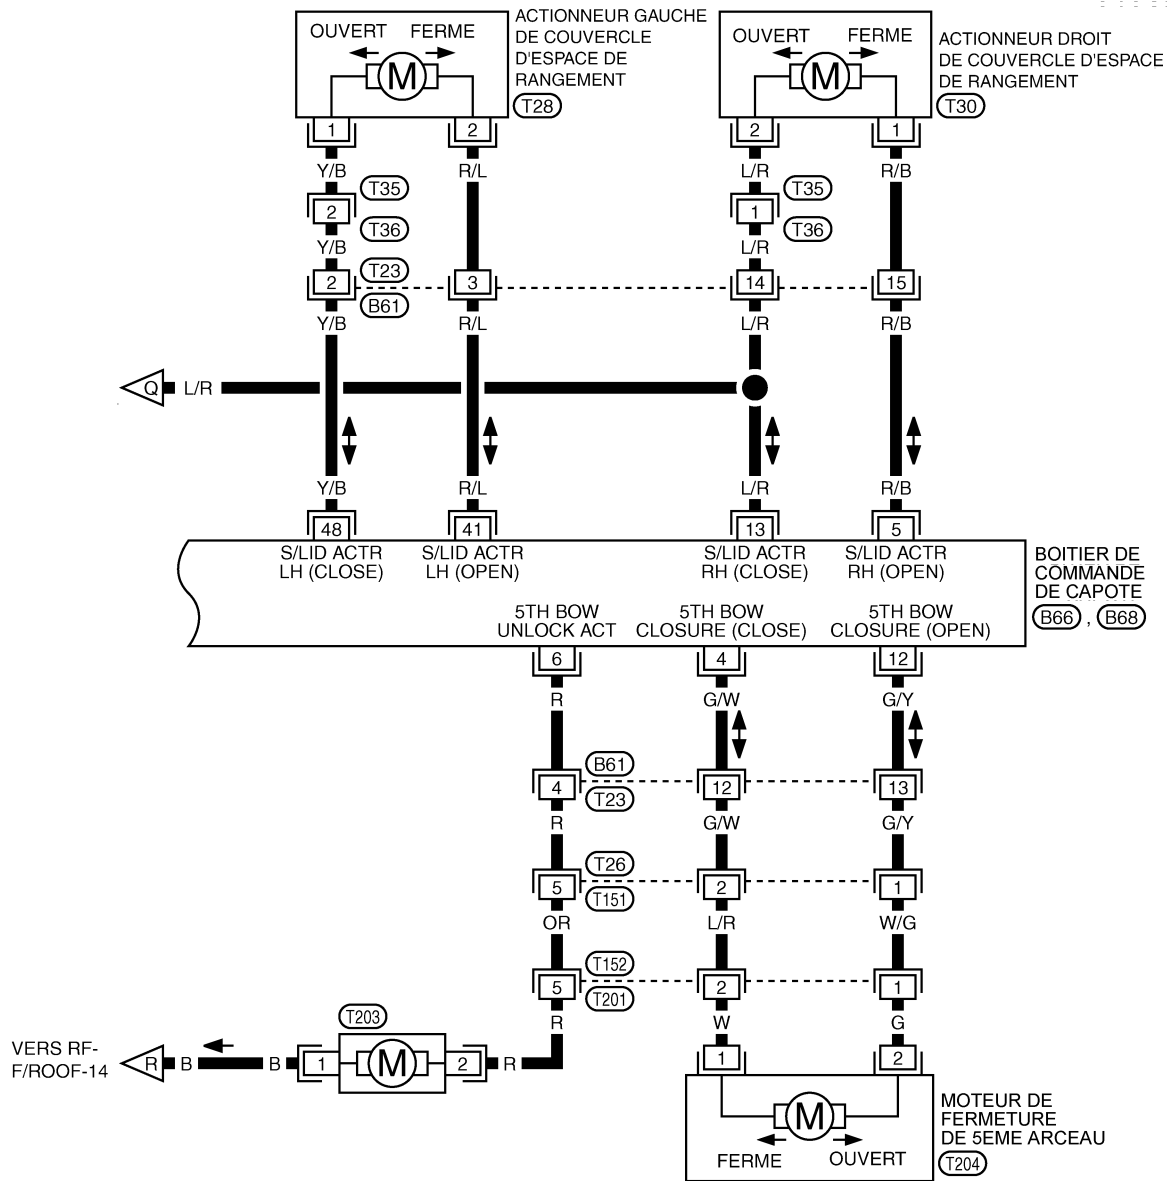 OUVERT FERME
M
1 2
ACTIONNEUR GAUCHE
DE COUVERCLE
D'ESPACE DE
RANGEMENT
T28
OUVERT FERME
M
2 1
ACTIONNEUR DROIT
DE COUVERCLE D'ESPACE
DE RANGEMENT
T30
Y/B R/L L/R R/B
T35 T35
2 1
T36 T36
Y/B L/R
T23
2 3 14 15
B61
Y/B R/L L/R R/B
Q L/R
Y/B R/L L/R R/B
48 41 13 5
S/LID ACTR
LH (CLOSE)
S/LID ACTR
LH (OPEN)
S/LID ACTR
RH (CLOSE)
S/LID ACTR
RH (OPEN)
BOITIER DE
COMMANDE
DE CAPOTE
B66 , B68
5TH BOW
UNLOCK ACT
5TH BOW
CLOSURE (CLOSE)
5TH BOW
CLOSURE (OPEN)
6 4 12
R G/W G/Y
B61
4 12 13
T23
R G/W G/Y
T26
5 2 1
T151
OR L/R W/G
T152
5 2 1
T201
R W G
T203
VERS RF-
F/ROOF-14
R B B 1 M 2 R
1 2
M
FERME OUVERT
MOTEUR DE
FERMETURE
DE 5EME ARCEAU
T204